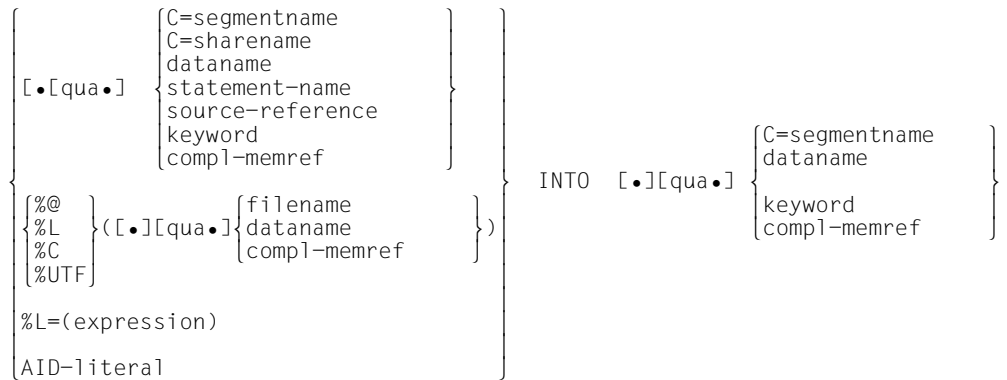 C=segmentname
C=sharename
dataname
[•[qua•] statement-name
source-reference
keyword
compl-memref
INTO [•][qua•]
C=segmentname
dataname
keyword
compl-memref
%@
%L
%C
%UTF
([•][qua•]
filename
dataname
compl-memref
)
%L=(expression)
AID-literal